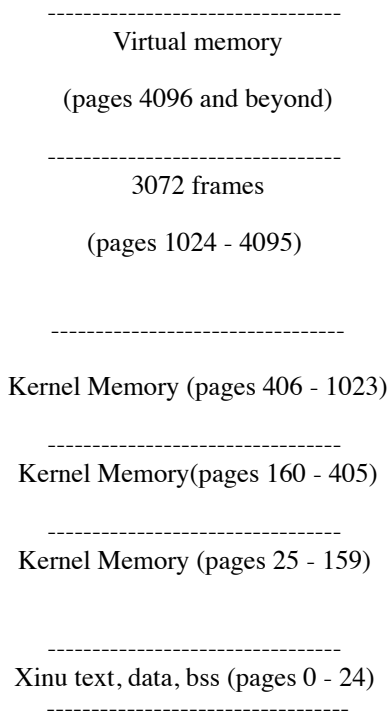 ---------------------------------
Virtual memory
(pages 4096 and beyond)
---------------------------------
3072 frames
(pages 1024 - 4095)
---------------------------------
Kernel Memory (pages 406 - 1023)
---------------------------------
Kernel Memory(pages 160 - 405)
---------------------------------
Kernel Memory (pages 25 - 159)
---------------------------------
Xinu text, data, bss (pages 0 - 24)
----------------------------------